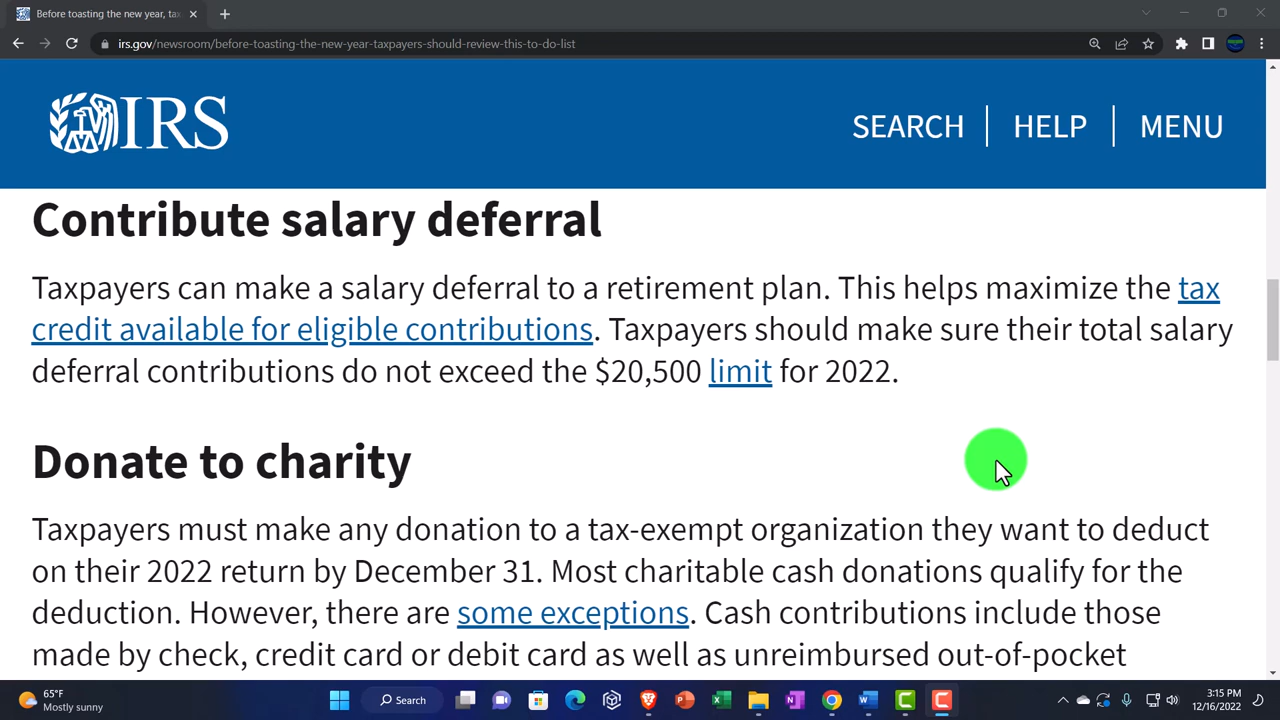 Before toasting the new year, tax
irs.gov/newsroom/before-toasting-the-new-year-taxpayers-should-review-this-to-do-list
IRS
SEARCH
HELP
MENU
Contribute salary deferral
Taxpayers can make a salary deferral to a retirement plan. This helps maximize the tax
credit available for eligible contributions. Taxpayers should make sure their total salary
deferral contributions do not exceed the $20,500 limit for 2022.
Donate to charity
Taxpayers must make any donation to a tax-exempt organization they want to deduct
on their 2022 return by December 31. Most charitable cash donations qualify for the
deduction. However, there are some exceptions. Cash contributions include those
made by check, credit card or debit card as well as unreimbursed out-of-pocket
65°F
Mostly sunny
Search
3:15 PM
12/16/2022